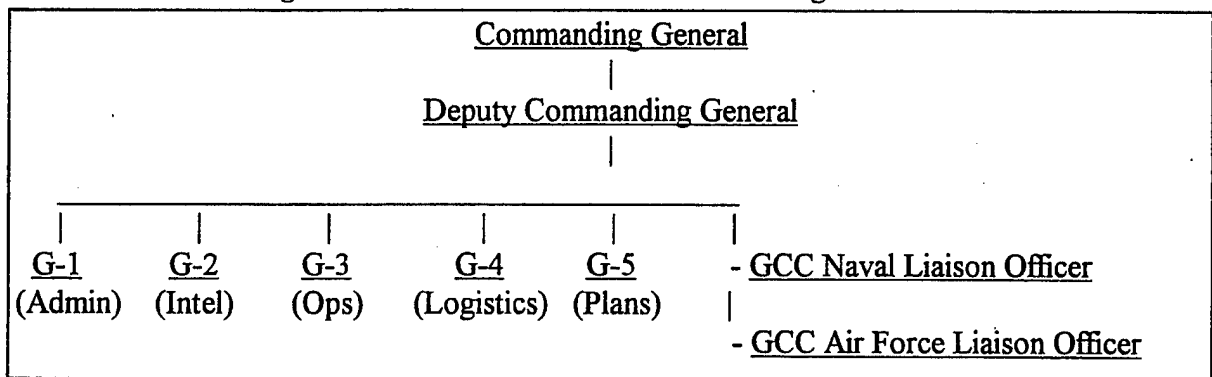 Commanding General
Deputy Commanding General
G-1 G-2 G-3 G-4 G-5 - GCC Naval Liaison Officer
(Admin) (Intel) (Ops) (Logistics) (Plans)
- GCC Air Force Liaison Officer